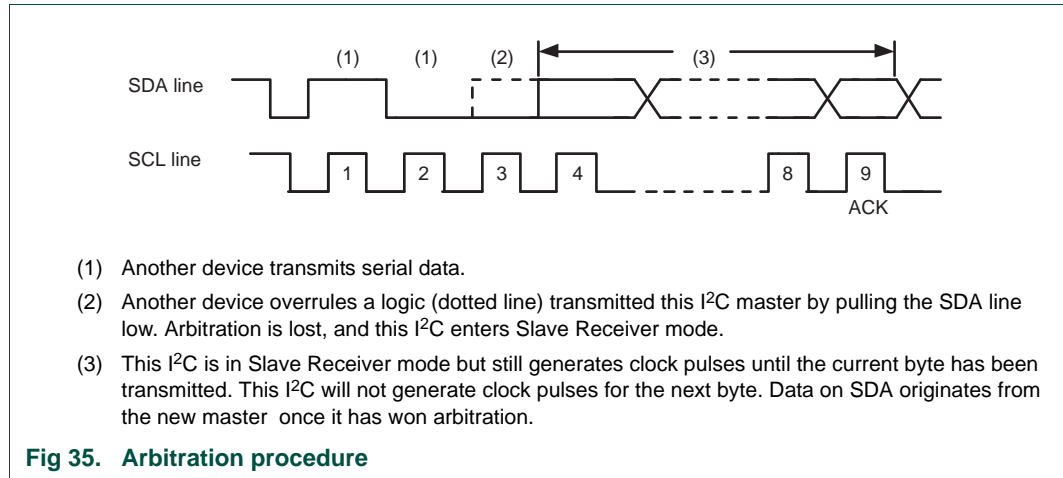 (1) (1) (2) (3)
SDA line
SCL line
1 2 3 4 8 9
ACK
(1) Another device transmits serial data.
(2) Another device overrules a logic (dotted line) transmitted this I²C master by pulling the SDA line
low. Arbitration is lost, and this I²C enters Slave Receiver mode.
(3) This I²C is in Slave Receiver mode but still generates clock pulses until the current byte has been
transmitted. This I²C will not generate clock pulses for the next byte. Data on SDA originates from
the new master once it has won arbitration.
Fig 35. Arbitration procedure